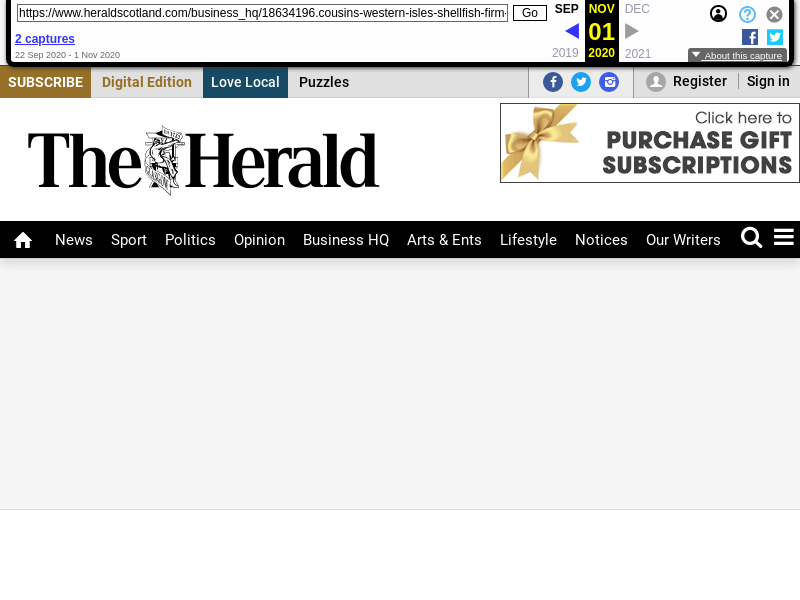 https://www.heraldscotland.com/business_hq/18634196.cousins-western-isles-shellfish-firm-
Go
SEP
NOV
DEC
2 captures
01
22 Sep 2020 - 1 Nov 2020
2019
2020
2021
About this capture
SUBSCRIBE
Digital Edition
Love Local
Puzzles
Register
Sign in
The Herald
Click here to
PURCHASE GIFT
SUBSCRIPTIONS
News
Sport
Politics
Opinion
Business HQ
Arts & Ents
Lifestyle
Notices
Our Writers